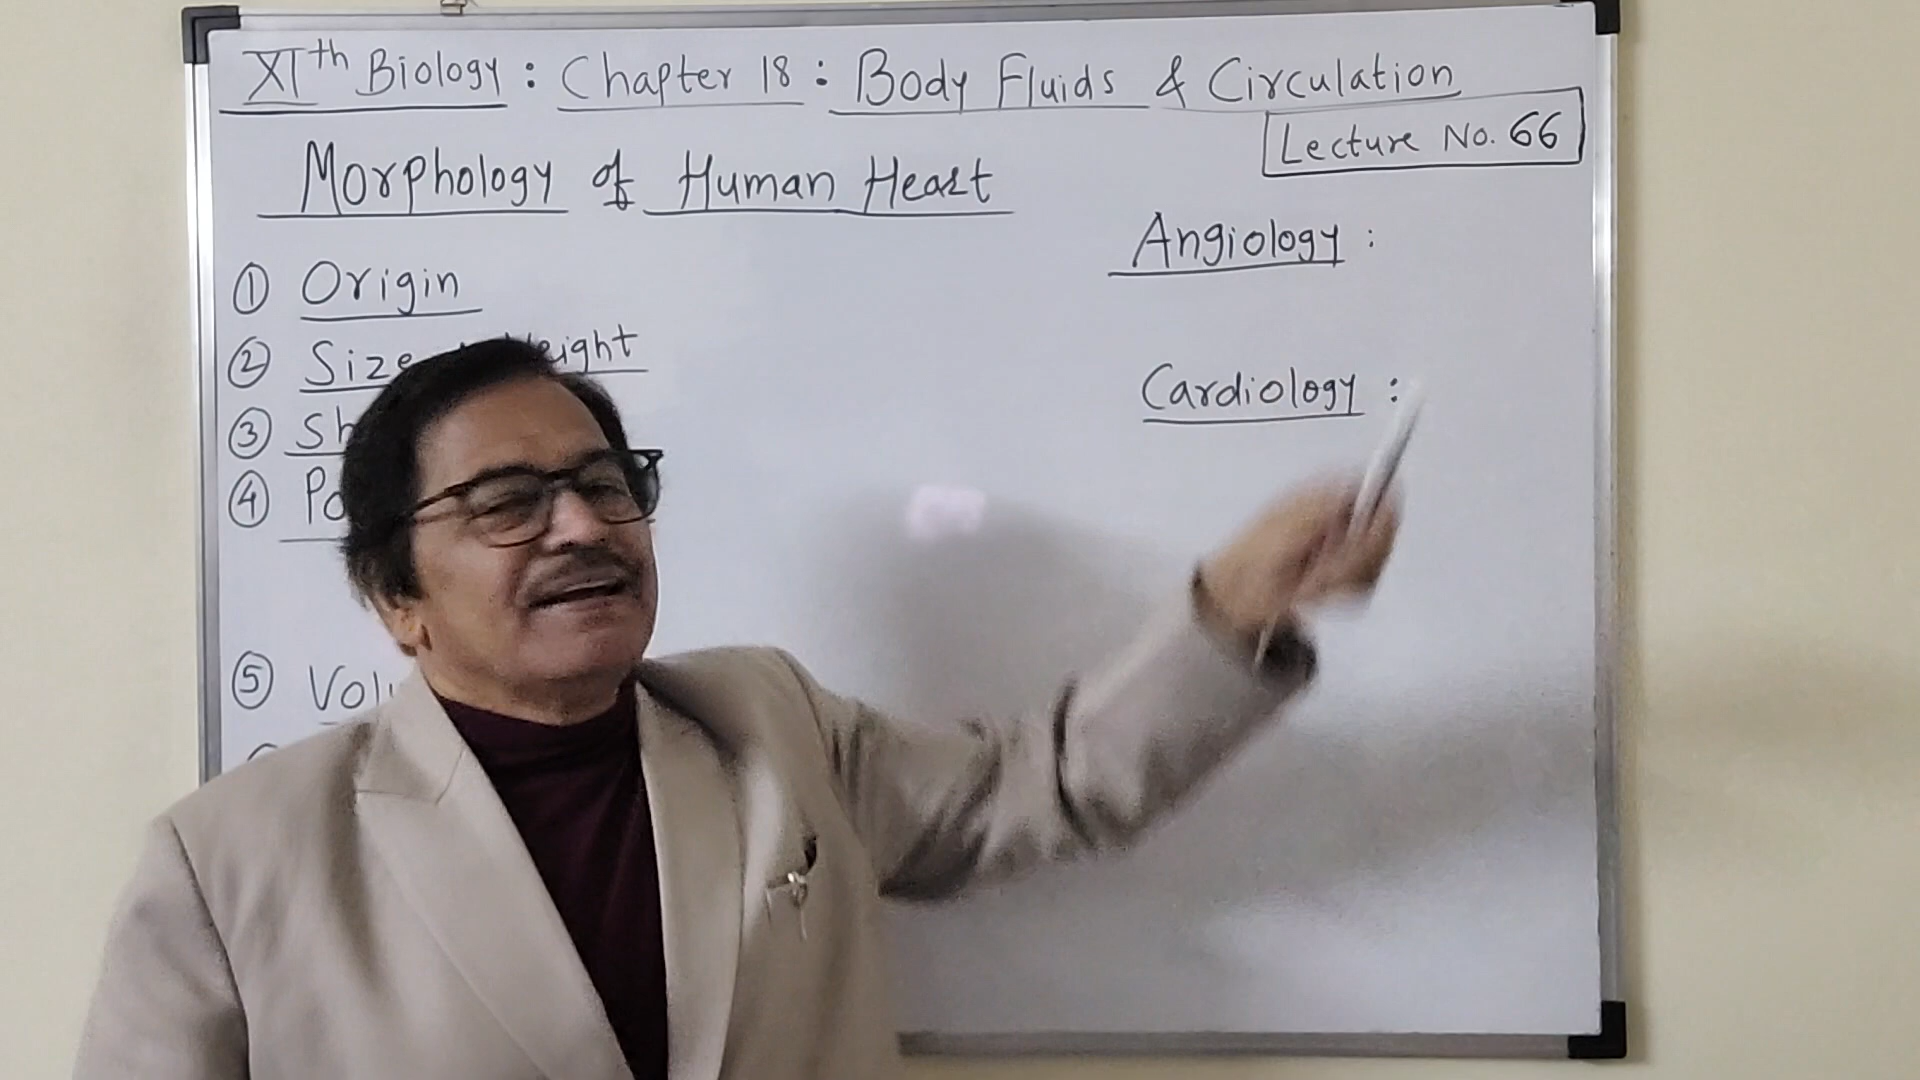 XIth Biology : Chapter 18 : Body Fluids & Circulation
Lecture No. 66
Morphology of Human Heart
Angiology :
① Origin
② Size
Cardiology :
③
④
⑤